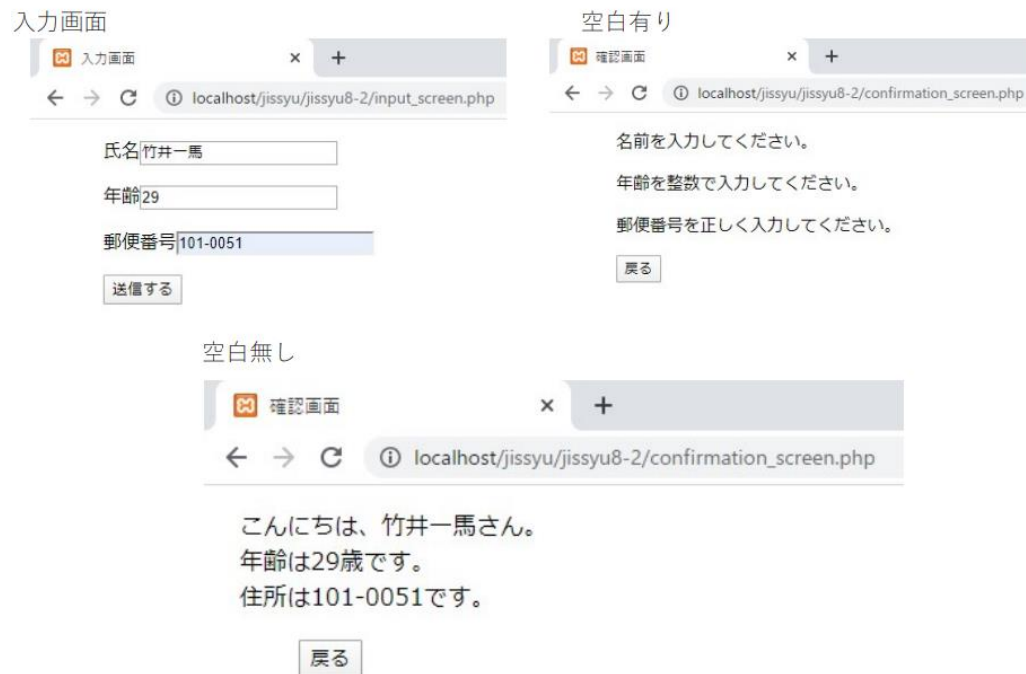 入力画面
入力画面
localhost/jissyu/jissyu8-2/input_screen.php
氏名竹井一馬
年齢29
郵便番号101-0051
送信する
空白有り
確認画面
localhost/jissyu/jissyu8-2/confirmation_screen.php
名前を入力してください。
年齢を整数で入力してください。
郵便番号を正しく入力してください。
戻る
空白無し
確認画面
localhost/jissyu/jissyu8-2/confirmation_screen.php
こんにちは、竹井一馬さん。
年齢は29歳です。
住所は101-0051です。
戻る